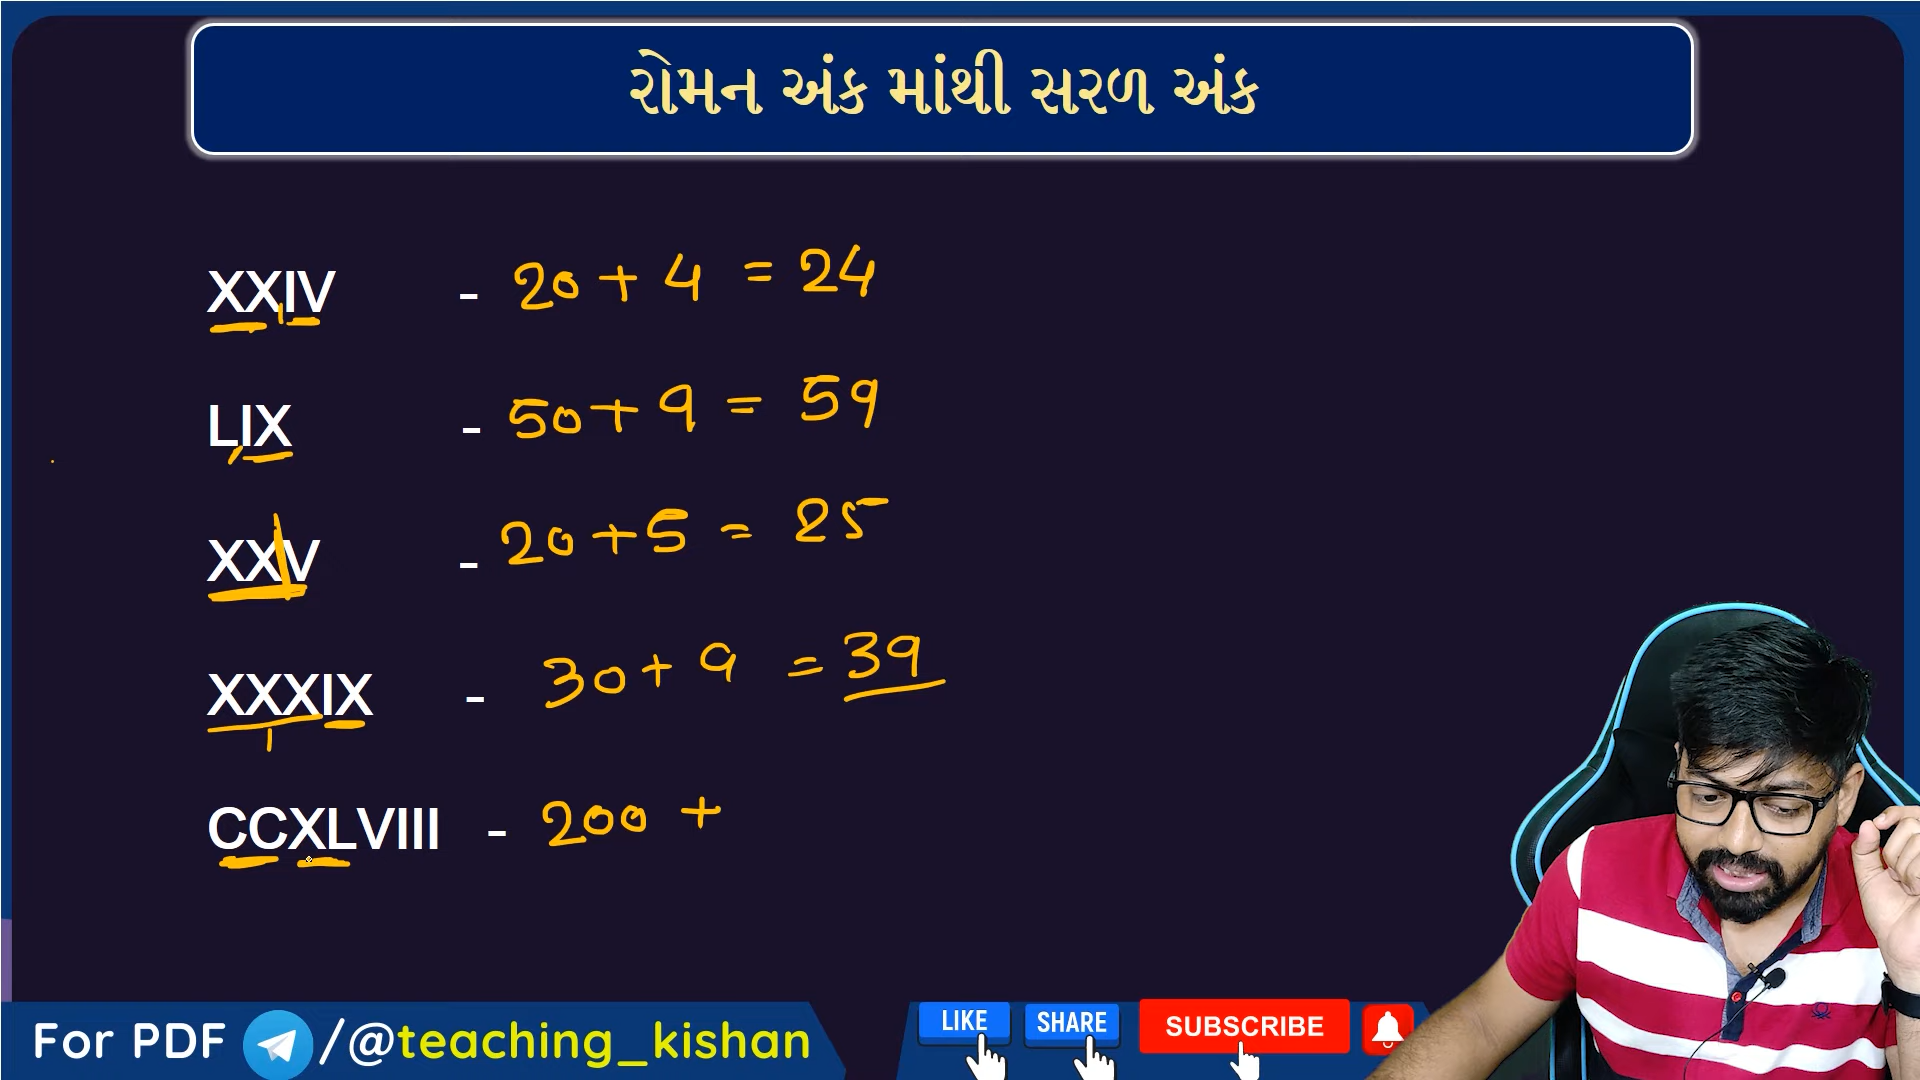 રોમન અંક માંથી સરળ અંક
XXIV - 20 + 4 = 24
LIX - 50 + 9 = 59
XXV - 20 + 5 = 25
XXXIX - 30 + 9 = 39
CCXLVIII - 200 +
For PDF /@teaching_kishan LIKE SHARE SUBSCRIBE